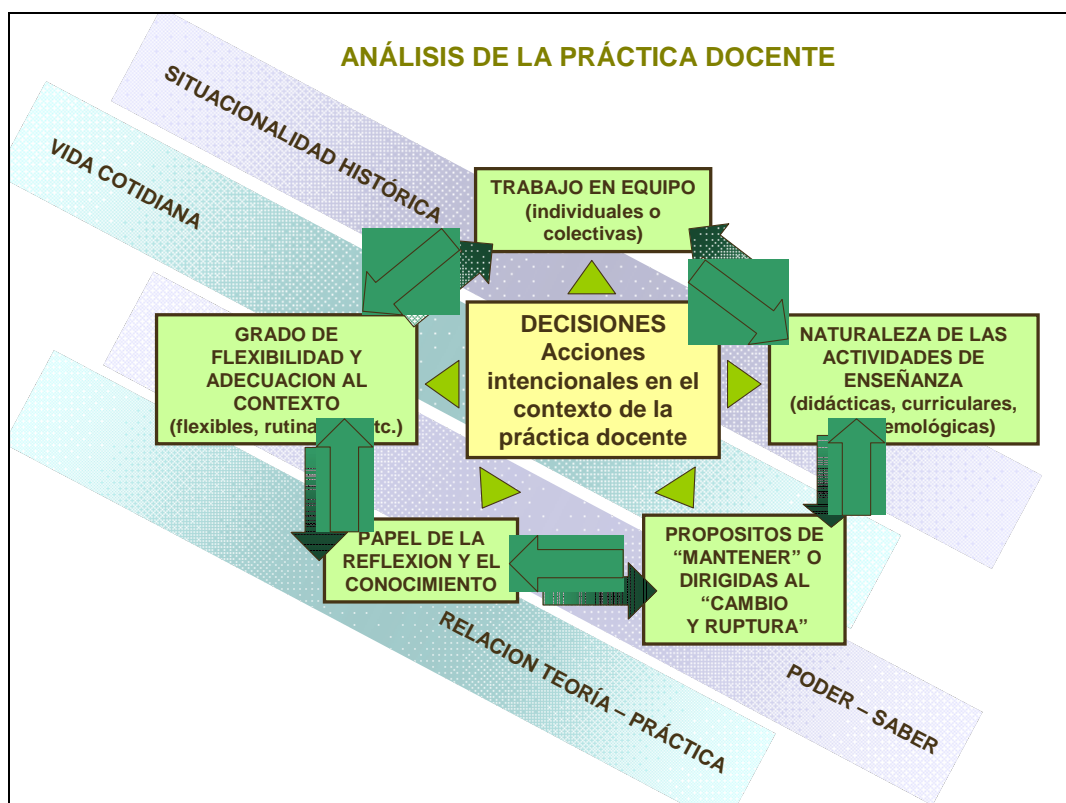 ANÁLISIS DE LA PRÁCTICA DOCENTE
SITUACIONALIDAD HISTÓRICA
VIDA COTIDIANA
TRABAJO EN EQUIPO
(individuales o
colectivas)
GRADO DE
FLEXIBILIDAD Y
ADECUACION AL
CONTEXTO
(flexibles, tc.)
DECISIONES
Acciones
intencionales en el
contexto de la
práctica docente
NATURALEZA DE LAS
ACTIVIDADES DE
ENSEÑANZA
(didácticas, curriculares,
emológicas)
PAPEL DE LA
REFLEXION Y EL
CONOCIMIENTO
PROPOSITOS DE
“MANTENER” O
DIRIGIDAS AL
“CAMBIO
Y RUPTURA”
RELACION TEORÍA – PRÁCTICA
PODER – SABER